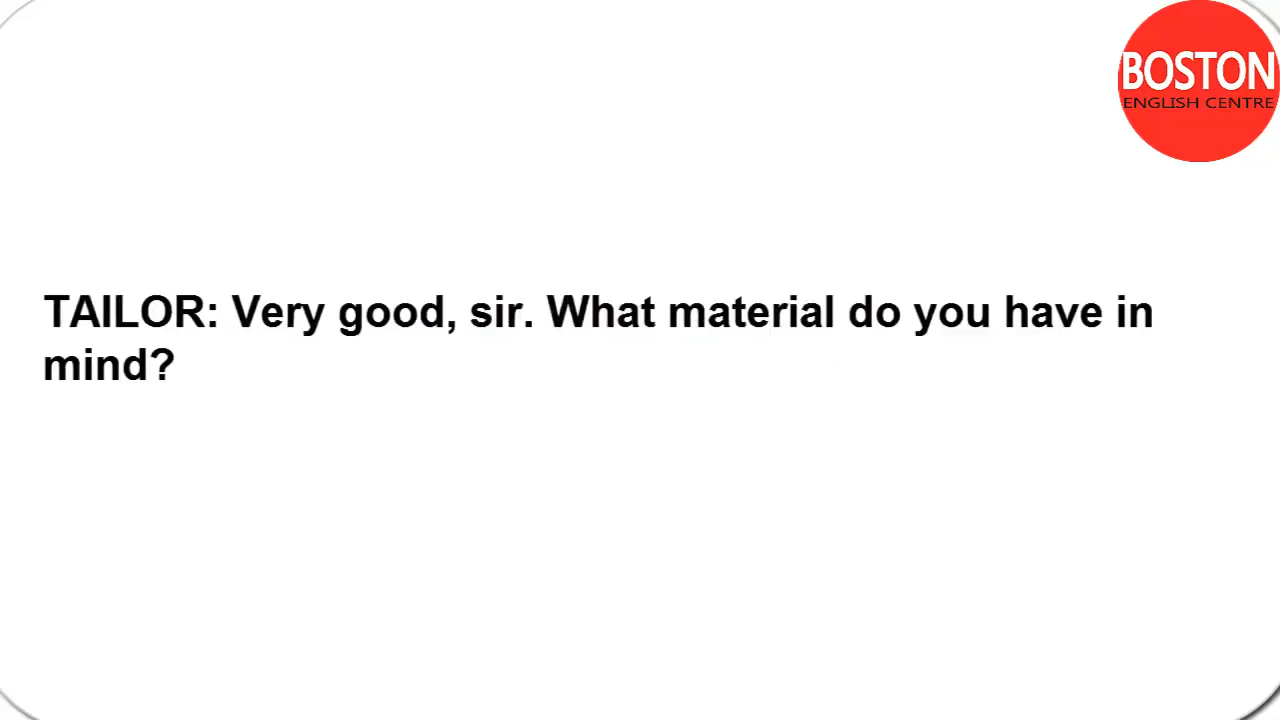 BOSTON
ENGLISH CENTRE
TAILOR: Very good, sir. What material do you have in
mind?